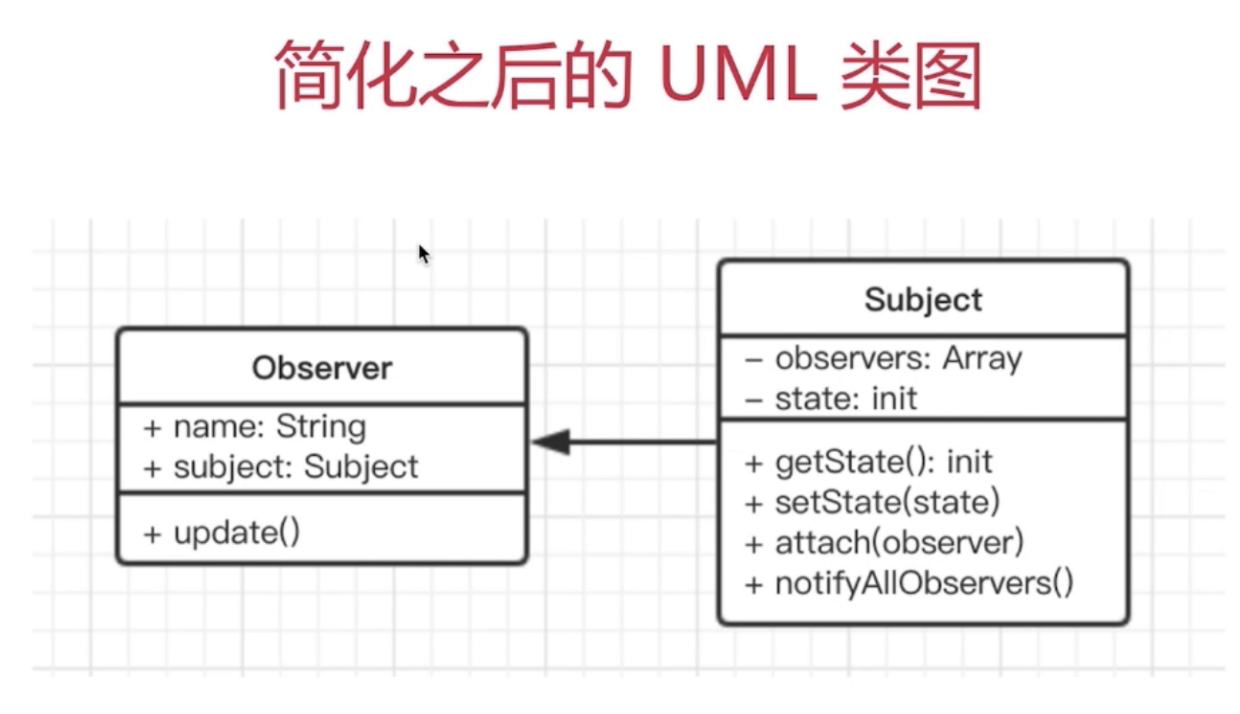 简化之后的 UML 类图
Observer
+ name: String
+ subject: Subject
+ update()
Subject
– observers: Array
– state: init
+ getState(): init
+ setState(state)
+ attach(observer)
+ notifyAllObservers()